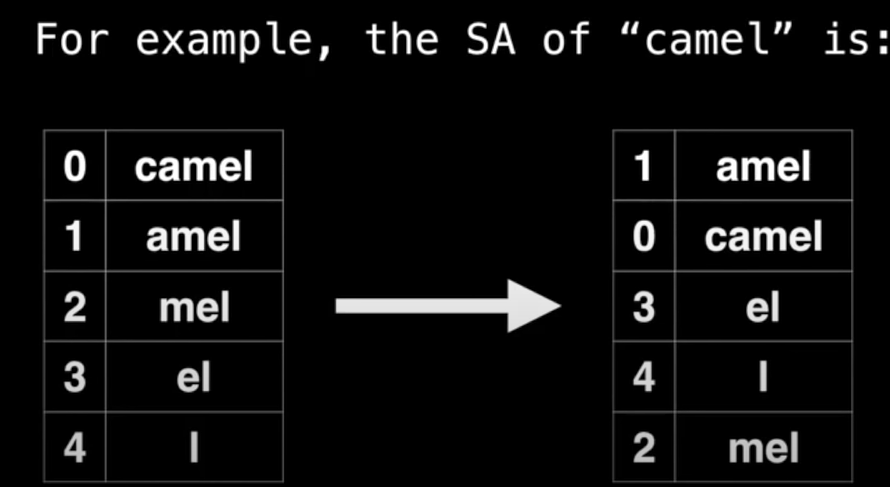 For example, the SA of “camel” is:
0 camel 1 amel
1 amel 0 camel
2 mel 3 el
3 el 4 l
4 l 2 mel